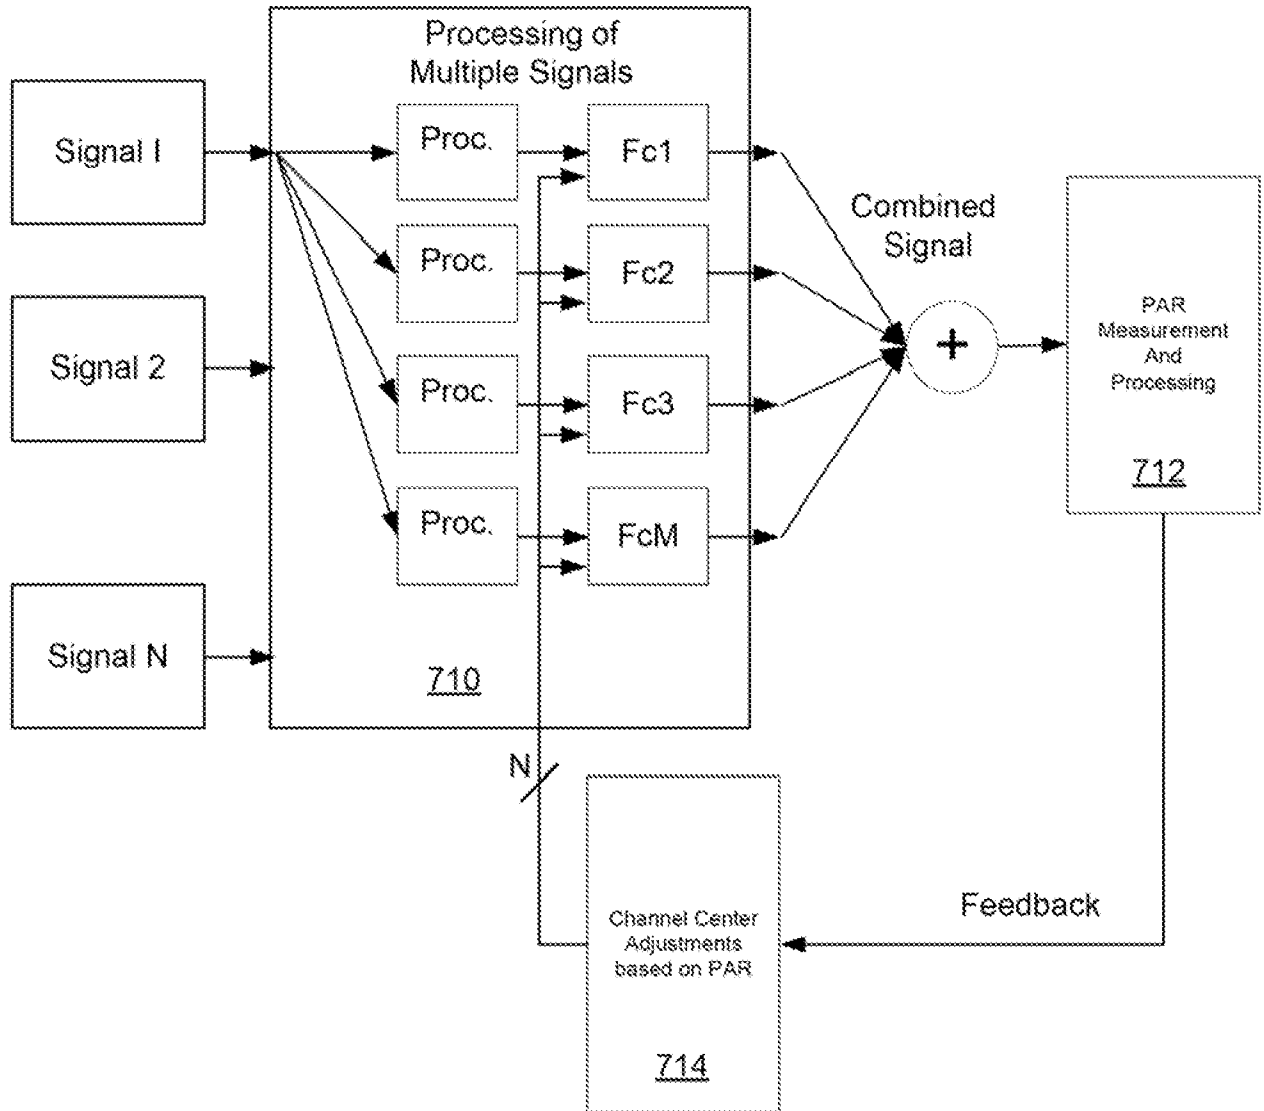 Processing of
Multiple Signals
Signal I
Proc.
Fc1
Combined
Signal
Proc.
Fc2
Signal 2
+
PAR
Measurement
And
Processing
Proc.
Fc3
712
Proc.
FcM
Signal N
710
N
Channel Center
Adjustments
based on PAR
Feedback
714